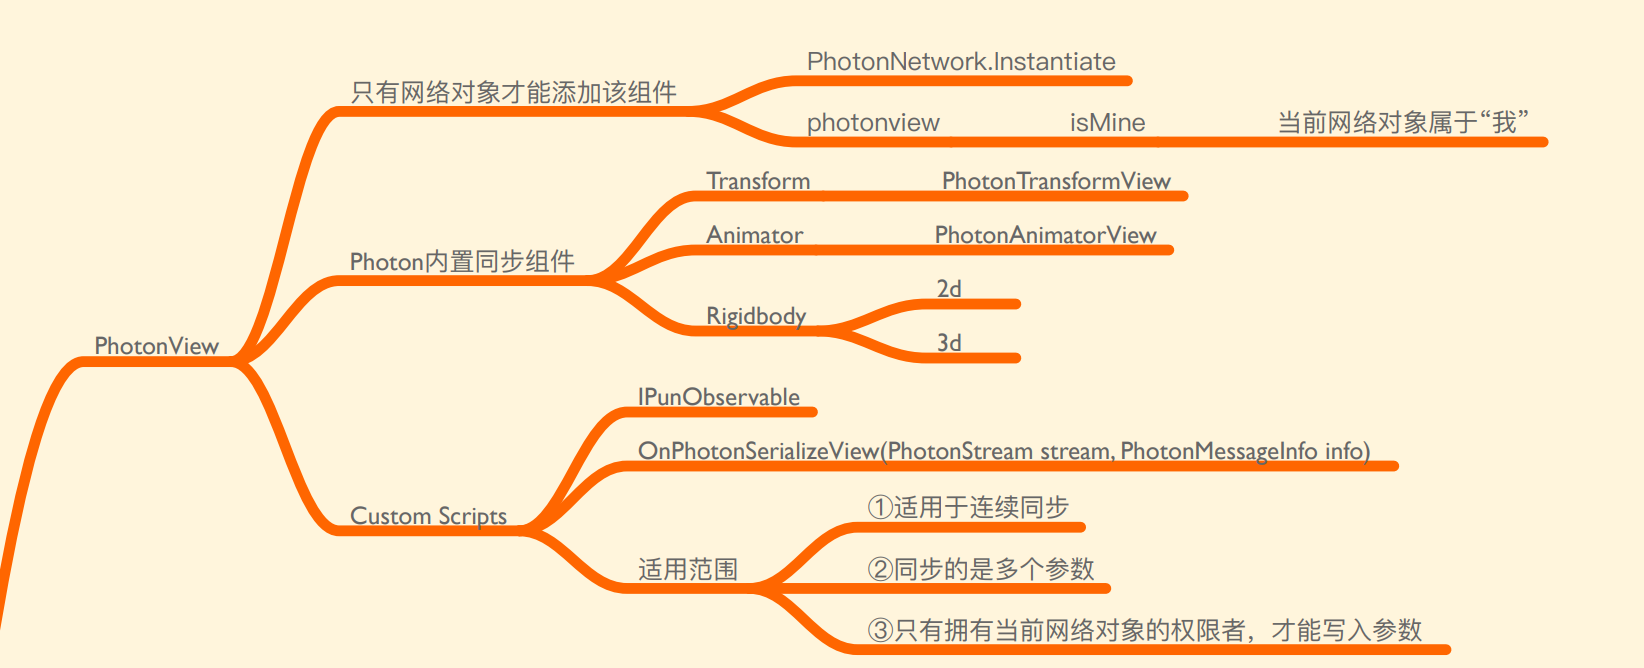 PhotonView
只有网络对象才能添加该组件
PhotonNetwork.Instantiate
photonview isMine 当前网络对象属于“我”
Photon内置同步组件
Transform PhotonTransformView
Animator PhotonAnimatorView
Rigidbody
2d
3d
Custom Scripts
IPunObservable
OnPhotonSerializeView(PhotonStream stream, PhotonMessageInfo info)
适用范围
①适用于连续同步
②同步的是多个参数
③只有拥有当前网络对象的权限者，才能写入参数